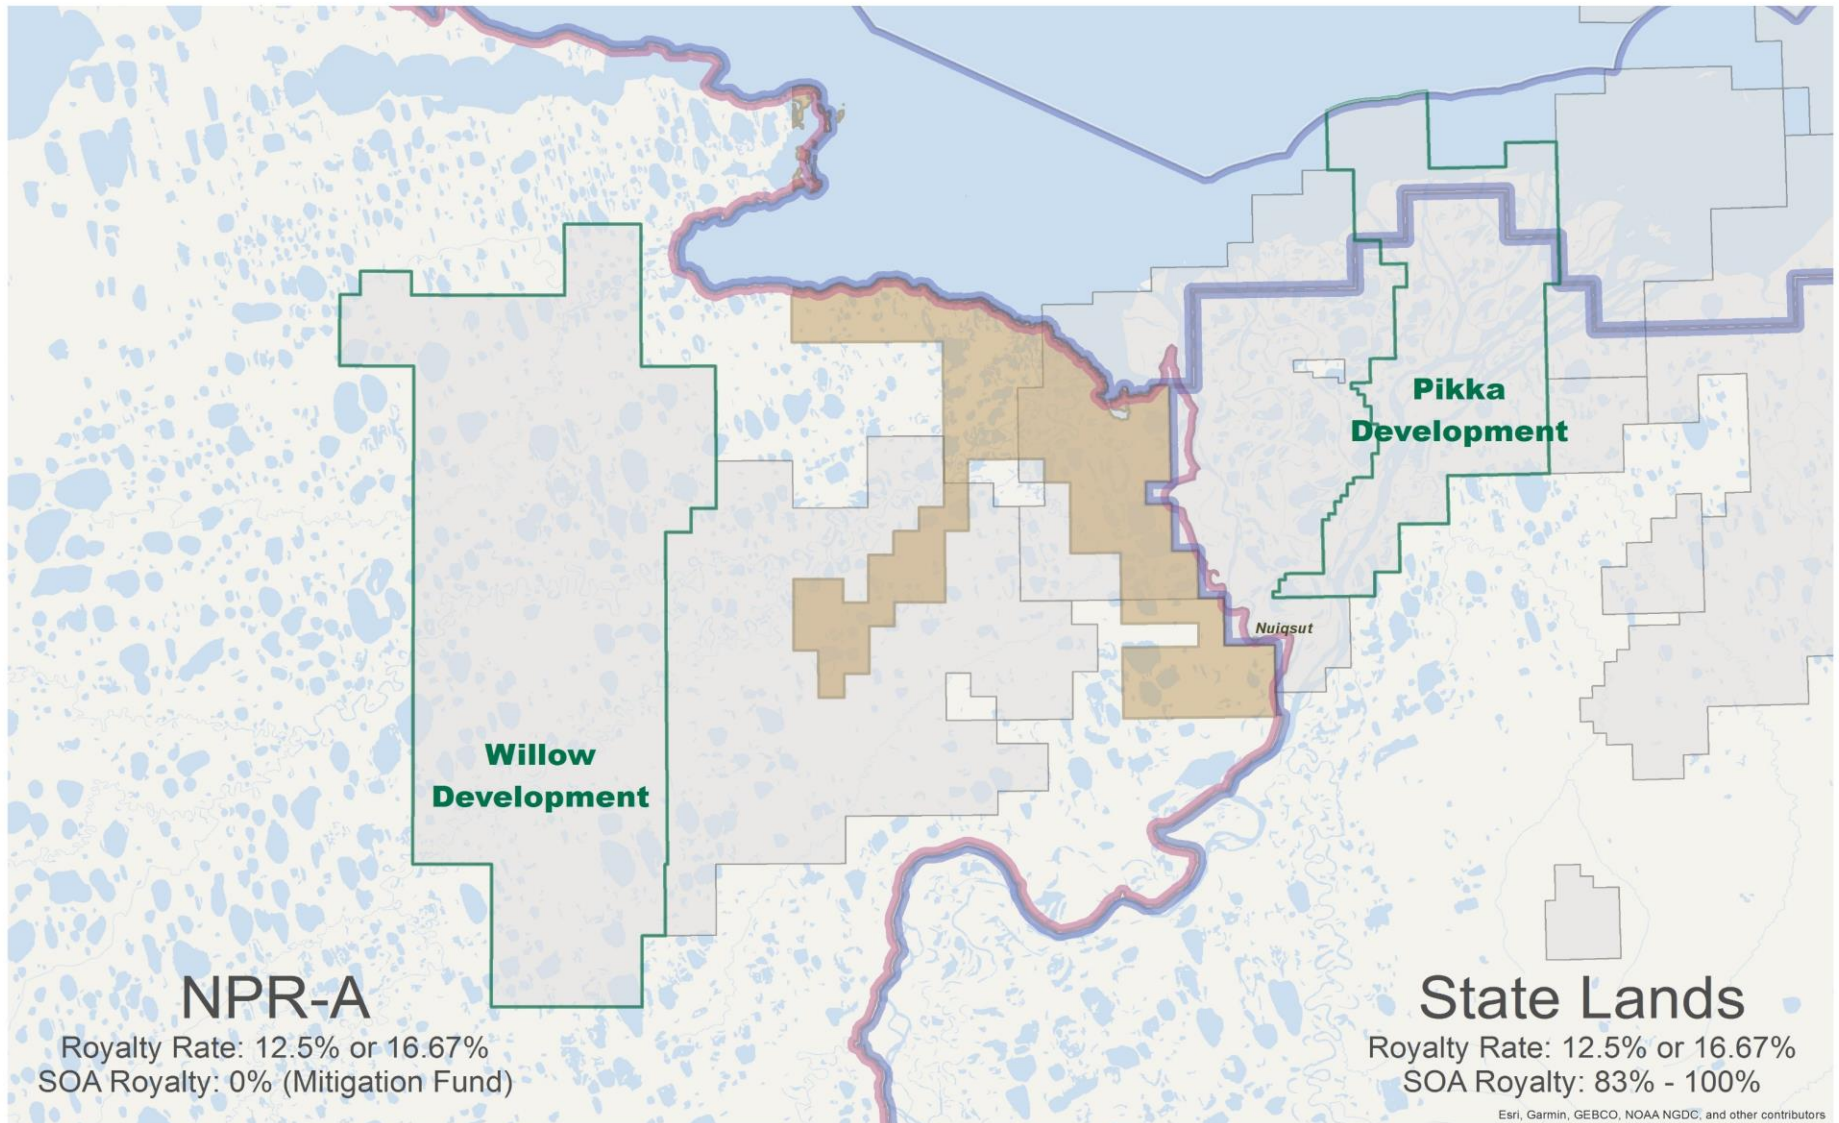 Pikka
Development
Nuiqsut
Willow
Development
NPR-A
Royalty Rate: 12.5% or 16.67%
SOA Royalty: 0% (Mitigation Fund)
State Lands
Royalty Rate: 12.5% or 16.67%
SOA Royalty: 83% - 100%
Esri, Garmin, GEBCO, NOAA NGDC, and other contributors